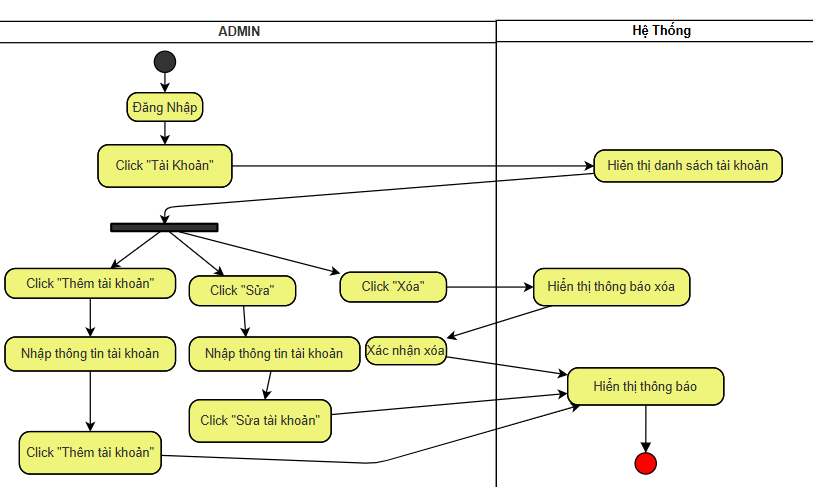 ADMIN
Hệ Thống
Đăng Nhập
Click "Tài Khoản"
Hiển thị danh sách tài khoản
Click "Thêm tài khoản"
Click "Sửa"
Click "Xóa"
Hiển thị thông báo xóa
Nhập thông tin tài khoản
Nhập thông tin tài khoản
Xác nhận xóa
Hiển thị thông báo
Click "Sửa tài khoản"
Click "Thêm tài khoản"